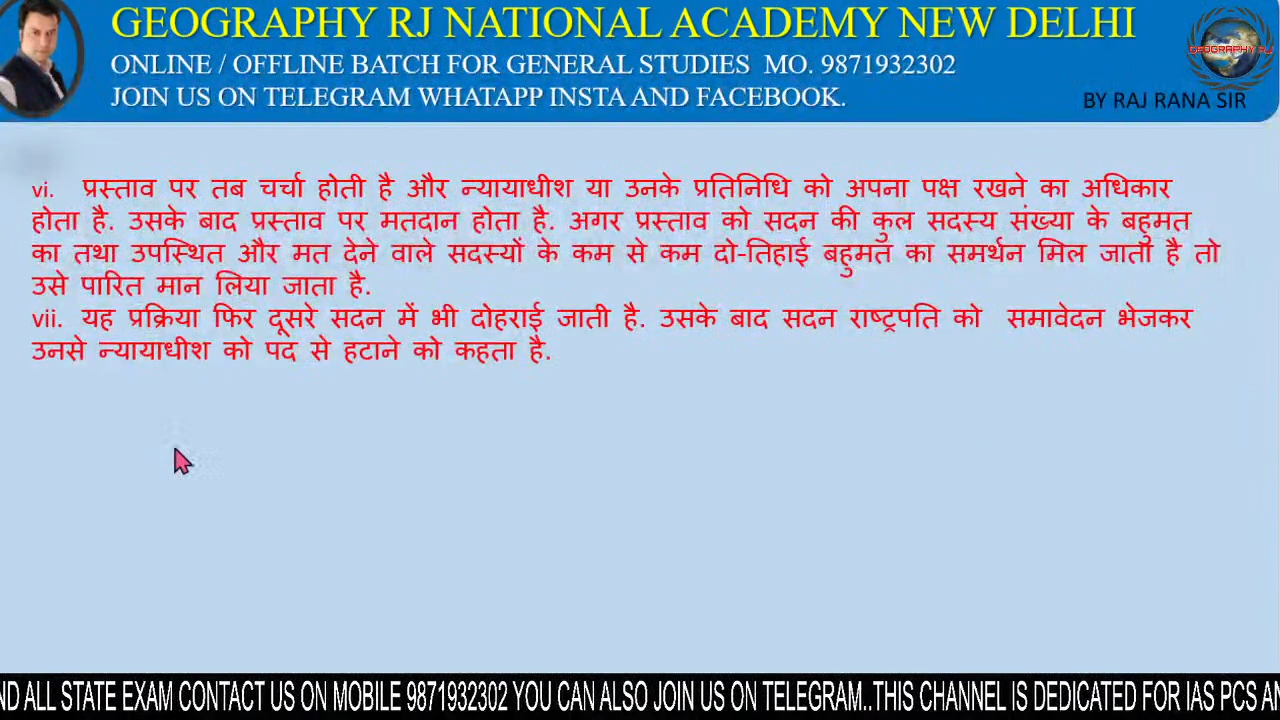 GEOGRAPHY RJ NATIONAL ACADEMY NEW DELHI
ONLINE / OFFLINE BATCH FOR GENERAL STUDIES MO. 9871932302
JOIN US ON TELEGRAM WHATAPP INSTA AND FACEBOOK.
GEOGRAPHY RJ
BY RAJ RANA SIR
vi. प्रस्ताव पर तब चर्चा होती है और न्यायाधीश या उनके प्रतिनिधि को अपना पक्ष रखने का अधिकार
होता है. उसके बाद प्रस्ताव पर मतदान होता है. अगर प्रस्ताव को सदन की कुल सदस्य संख्या के बहुमत
का तथा उपस्थित और मत देने वाले सदस्यों के कम से कम दो-तिहाई बहुमत का समर्थन मिल जाता है तो
उसे पारित मान लिया जाता है.
vii. यह प्रक्रिया फिर दूसरे सदन में भी दोहराई जाती है. उसके बाद सदन राष्ट्रपति को समावेदन भेजकर
उनसे न्यायाधीश को पद से हटाने को कहता है.
ND ALL STATE EXAM CONTACT US ON MOBILE 9871932302 YOU CAN ALSO JOIN US ON TELEGRAM..THIS CHANNEL IS DEDICATED FOR IAS PCS AN